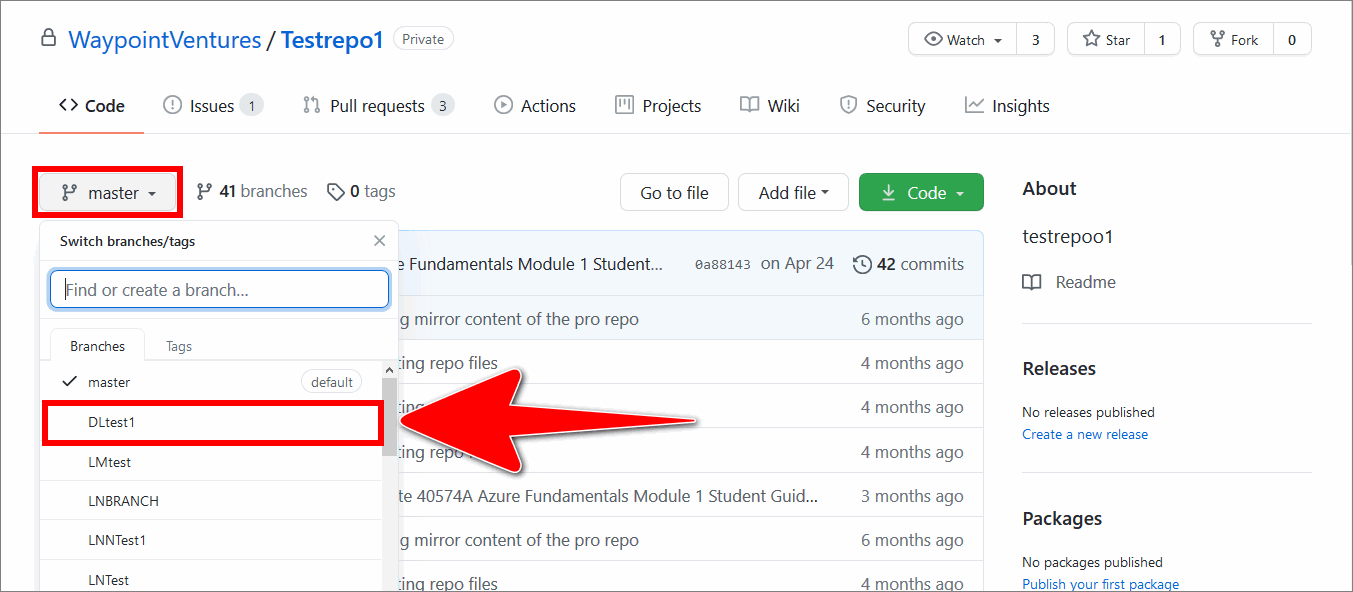 WaypointVentures / Testrepo1 Private
Watch 3 Star 1 Fork 0
Code Issues 1 Pull requests 3 Actions Projects Wiki Security Insights
master 41 branches 0 tags Go to file Add file Code
Switch branches/tags
Find or create a branch...
Branches Tags
master default
DLtest1
LMtest
LNBRANCH
LNNTest1
LNTest
e Fundamentals Module 1 Student... 0a88143 on Apr 24 42 commits
g mirror content of the pro repo 6 months ago
ting repo files 4 months ago
ting 4 months ago
ting repo 4 months ago
te 40574A Azure Fundamentals Module 1 Student Guid... 3 months ago
g mirror content of the pro repo 6 months ago
ting repo files 4 months ago
About
testrepoo1
Readme
Releases
No releases published
Create a new release
Packages
No packages published
Publish your first package